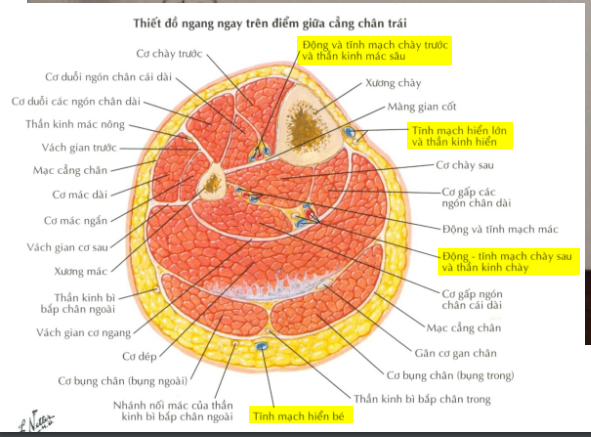 Thiết đồ ngang ngay trên điểm giữa cẳng chân trái
Động và tĩnh mạch chày trước
và thần kinh mác sâu
Cơ chày trước
Cơ duỗi ngón chân cái dài
Cơ duỗi các ngón chân dài
Thần kinh mác nông
Vách gian trước
Mạc cẳng chân
Cơ mác dài
Cơ mác ngắn
Vách gian cơ sau
Xương mác
Thần kinh bì
bắp chân ngoài
Vách gian cơ ngang
Cơ dép
Cơ bụng chân (bụng ngoài)
Nhánh nối mác của thần
kinh bì bắp chân ngoài
Xương chày
Màng gian cốt
Tĩnh mạch hiển lớn
và thần kinh hiển
Cơ chày sau
Cơ gấp các
ngón chân dài
Động và tĩnh mạch mác
Động - tĩnh mạch chày sau
và thần kinh chày
Cơ gấp ngón
chân cái dài
Mạc cẳng chân
Gân cơ gan chân
Cơ bụng chân (bụng trong)
Thần kinh bì bắp chân trong
Tĩnh mạch hiển bé